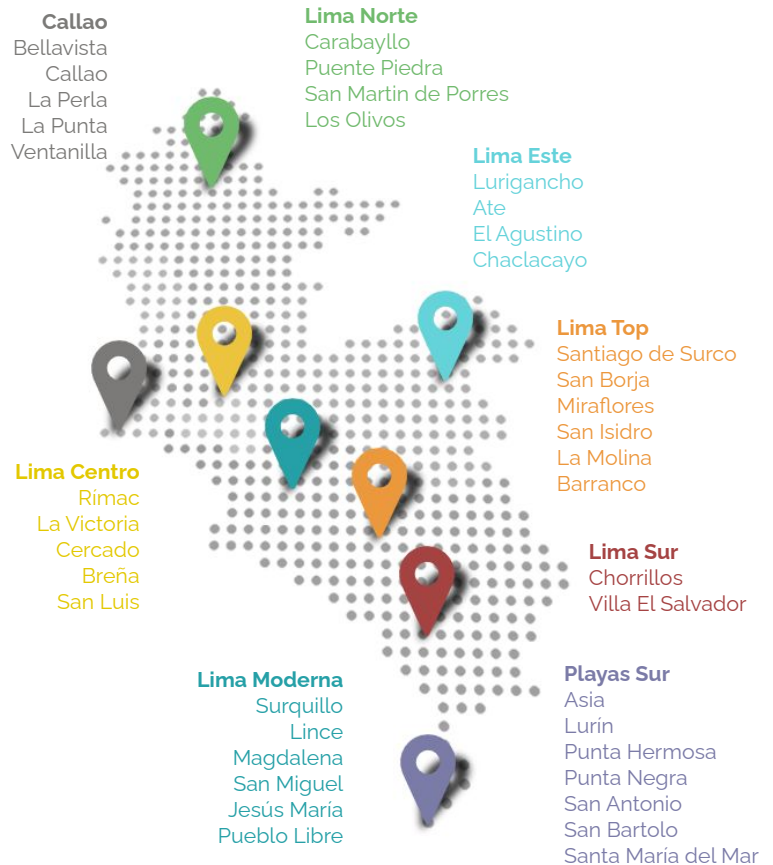 Callao
Bellavista
Callao
La Perla
La Punta
Ventanilla
Lima Norte
Carabayllo
Puente Piedra
San Martin de Porres
Los Olivos
Lima Este
Lurigancho
Ate
El Agustino
Chaclacayo
Lima Top
Santiago de Surco
San Borja
Miraflores
San Isidro
La Molina
Barranco
Lima Centro
Rímac
La Victoria
Cercado
Breña
San Luis
Lima Sur
Chorrillos
Villa El Salvador
Lima Moderna
Surquillo
Lince
Magdalena
San Miguel
Jesús María
Pueblo Libre
Playas Sur
Asia
Lurín
Punta Hermosa
Punta Negra
San Antonio
San Bartolo
Santa María del Mar